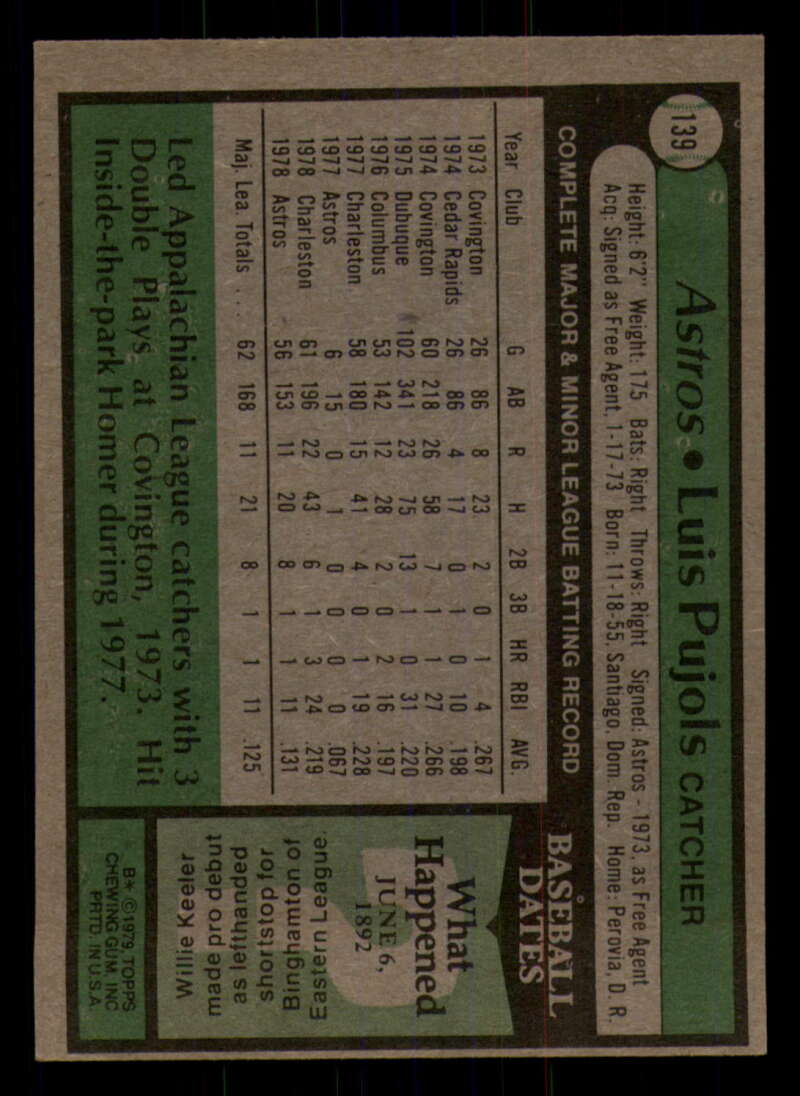 139
Astros • Luis Pujols CATCHER
Height: 6'2" Weight: 175 Bats: Right Throws: Right Signed: Astros - 1973, as Free Agent
Acq: Signed as Free Agent, 1-17-73 Born: 11-18-55, Santiago, Dom. Rep. Home: Perovia, D. R.
COMPLETE MAJOR & MINOR LEAGUE BATTING RECORD
Year Club G AB R H 2B 3B HR RBI AVG.
1973 Covington 26 86 8 23 2 0 1 4 .267
1974 Cedar Rapids 26 86 4 17 0 1 0 10 .198
1974 Covington 60 218 26 58 7 1 1 27 .266
1975 Dubuque 102 341 23 75 13 1 0 31 .220
1976 Columbus 53 142 12 28 2 0 2 16 .197
1977 Charleston 58 180 15 41 4 0 1 19 .228
1977 Astros 6 15 0 1 0 0 0 0 .067
1978 Charleston 61 196 22 43 6 1 3 24 .219
1978 Astros 56 153 11 20 8 1 1 11 .131
Maj. Lea. Totals . . . 62 168 11 21 8 1 1 11 .125
Led Appalachian League catchers with 3
Double Plays at Covington, 1973. Hit
Inside-the-park Homer during 1977.
BASEBALL
DATES
What
Happened
JUNE 6,
1892
Willie Keeler
made pro debut
as lefthanded
shortstop for
Binghamton of
Eastern League.
B* © 1979 TOPPS
CHEWING GUM, INC
PRTD. IN U.S.A.